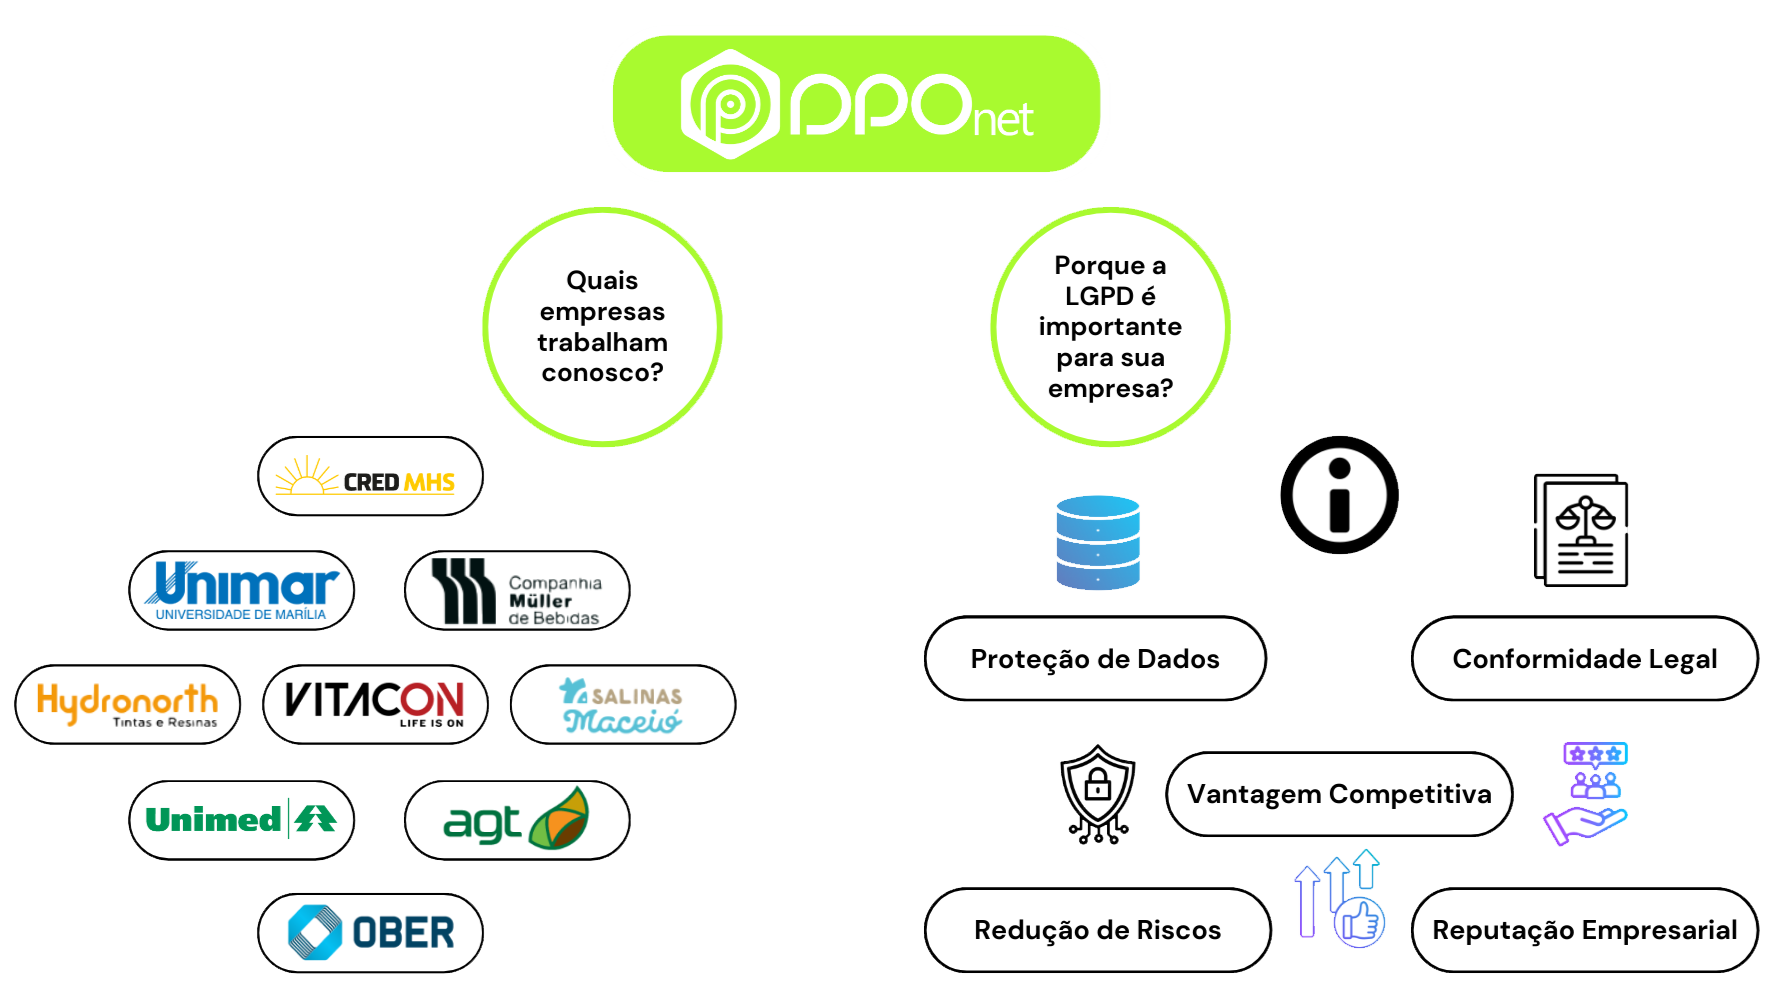 DPOnet
Quais
empresas
trabalham
conosco?
Porque a
LGPD é
importante
para sua
empresa?
CRED MHS
Unimar
UNIVERSIDADE DE MARÍLIA
Companhia
Müller
de Bebidas
Hydronorth
Tintas e Resinas
VITACON
LIFE IS ON
SALINAS
Maceió
Unimed
agt
OBER
Proteção de Dados
Conformidade Legal
Vantagem Competitiva
Redução de Riscos
Reputação Empresarial